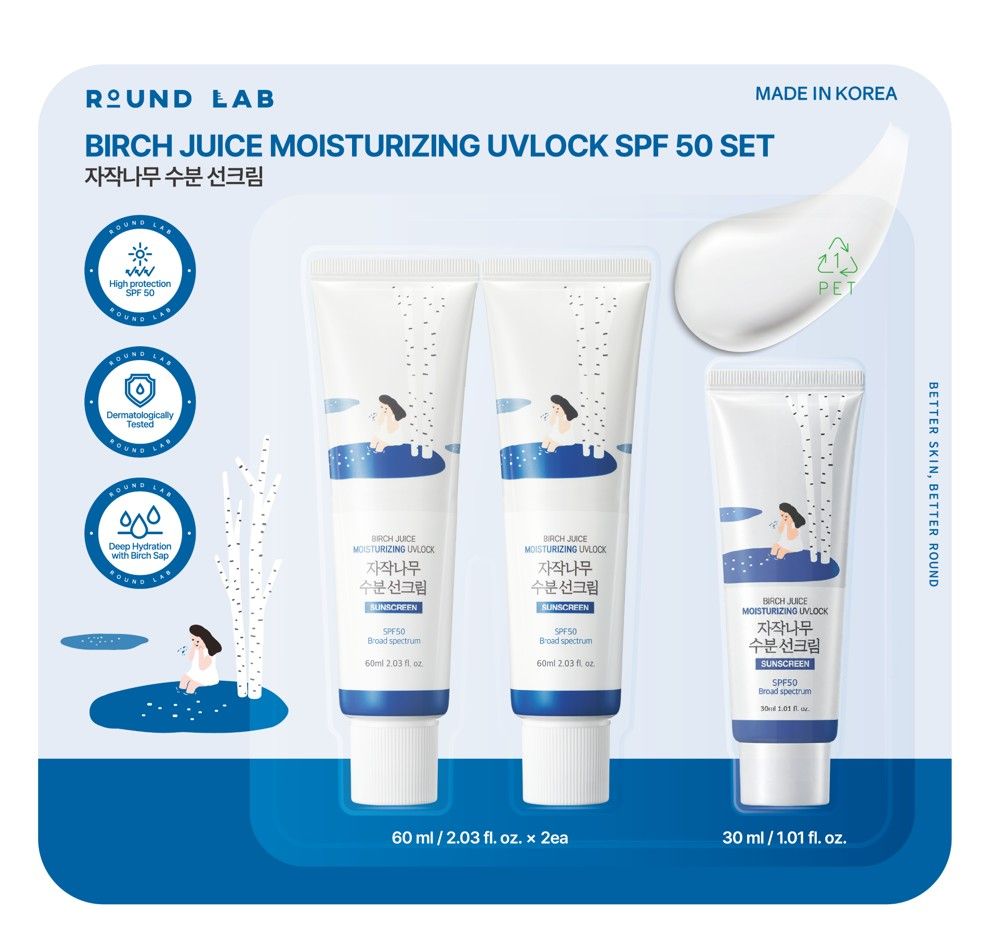 ROUND LAB
MADE IN KOREA
BIRCH JUICE MOISTURIZING UVLOCK SPF 50 SET
자작나무 수분 선크림
ROUND LAB
High protection
SPF 50
ROUND LAB
ROUND LAB
Dermatologically
Tested
ROUND LAB
ROUND LAB
Deep Hydration
with Birch Sap
ROUND LAB
1
PET
BIRCH JUICE
MOISTURIZING UVLOCK
자작나무
수분 선크림
SUNSCREEN
SPF50
Broad spectrum
60ml 2.03 fl. oz.
BIRCH JUICE
MOISTURIZING UVLOCK
자작나무
수분 선크림
SUNSCREEN
SPF50
Broad spectrum
60ml 2.03 fl. oz.
BIRCH JUICE
MOISTURIZING UVLOCK
자작나무
수분 선크림
SUNSCREEN
SPF50
Broad spectrum
30ml 1.01 fl. oz.
BETTER SKIN, BETTER ROUND
60 ml / 2.03 fl. oz. × 2ea
30 ml / 1.01 fl. oz.